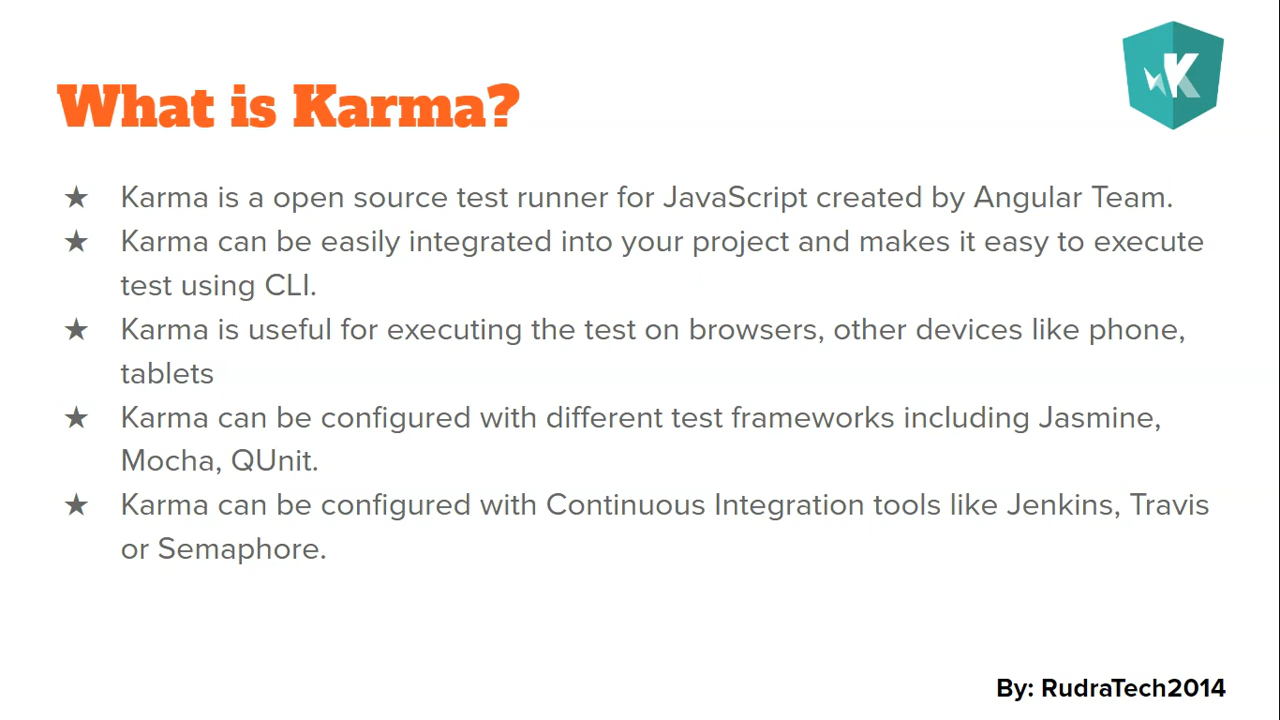 What is Karma?
★ Karma is a open source test runner for JavaScript created by Angular Team.
★ Karma can be easily integrated into your project and makes it easy to execute
test using CLI.
★ Karma is useful for executing the test on browsers, other devices like phone,
tablets
★ Karma can be configured with different test frameworks including Jasmine,
Mocha, QUnit.
★ Karma can be configured with Continuous Integration tools like Jenkins, Travis
or Semaphore.
By: RudraTech2014